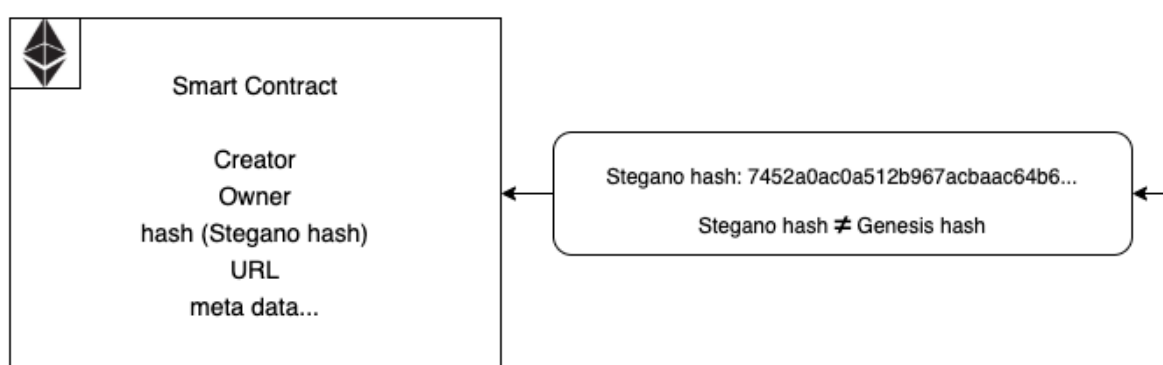 Smart Contract
Creator
Owner
hash (Stegano hash)
URL
meta data...
Stegano hash: 7452a0ac0a512b967acbaac64b6...
Stegano hash ≠ Genesis hash